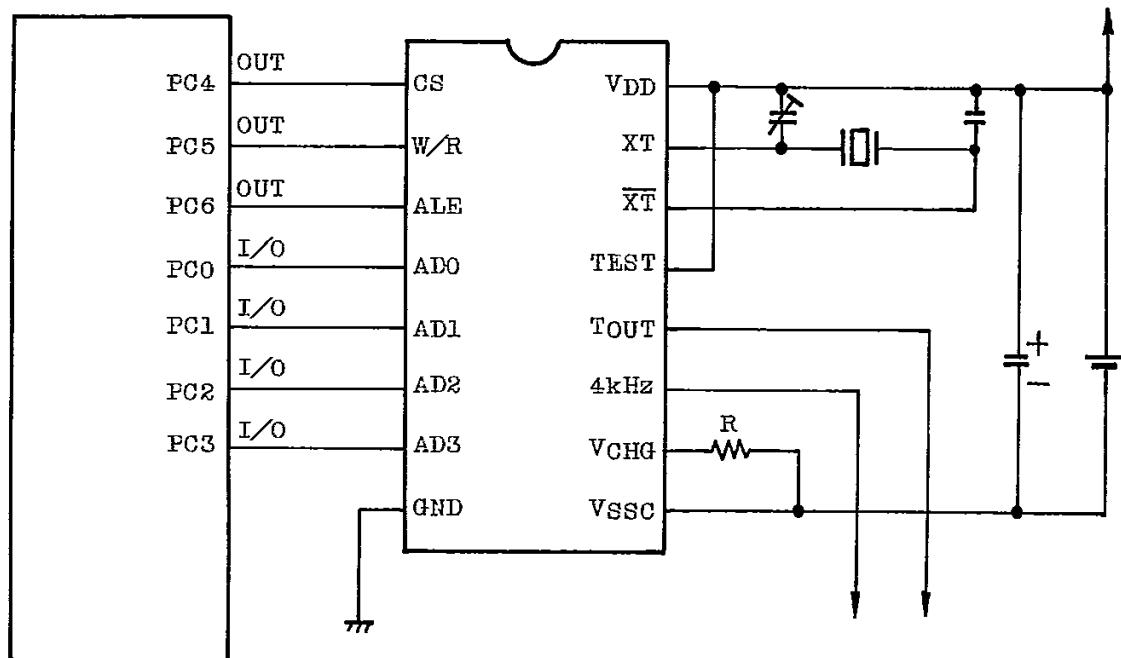 PC4 OUT CS VDD
PC5 OUT W/R XT
PC6 OUT ALE X̅T̅
PC0 I/O AD0 TEST
PC1 I/O AD1 TOUT
PC2 I/O AD2 4kHz
PC3 I/O AD3 VCHG R
GND VSSC
+
-